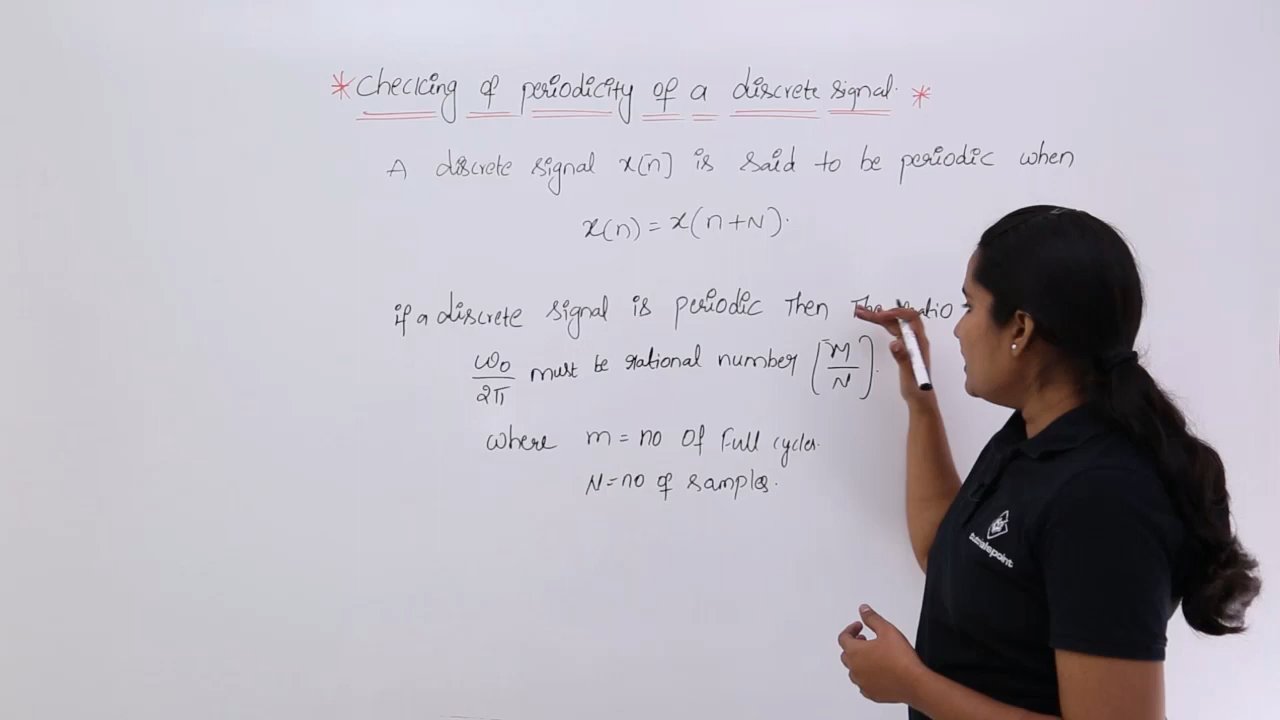 * Checking of periodicity of a discrete signal. *
A discrete signal x[n] is said to be periodic when
x(n) = x(n+N).
if a discrete signal is periodic Then The ratio
ω₀/2π must be rational number [M/N].
where m = no of Full cycles.
N = no of samples.
tutorialspoint